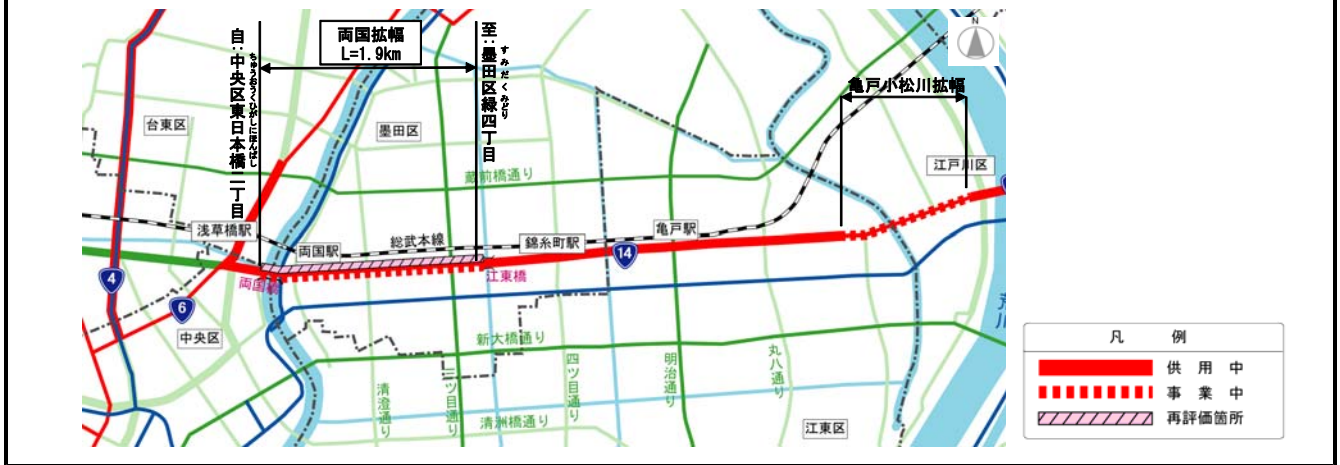 両国拡幅
L=1.9km
自:中央区東日本橋二丁目
ちゅうおうくひがしにほんばし
至:墨田区緑四丁目
すみだくみどり
N
亀戸小松川拡幅
台東区
墨田区
江戸川区
蔵前橋通り
浅草橋駅
両国駅
総武本線
錦糸町駅
亀戸駅
14
4
6
両国橋
江東橋
中央区
新大橋通り
清澄通り
三ツ目通り
四ツ目通り
明治通り
丸八通り
清洲橋通り
江東区
荒川
凡 例
供 用 中
事 業 中
再評価箇所